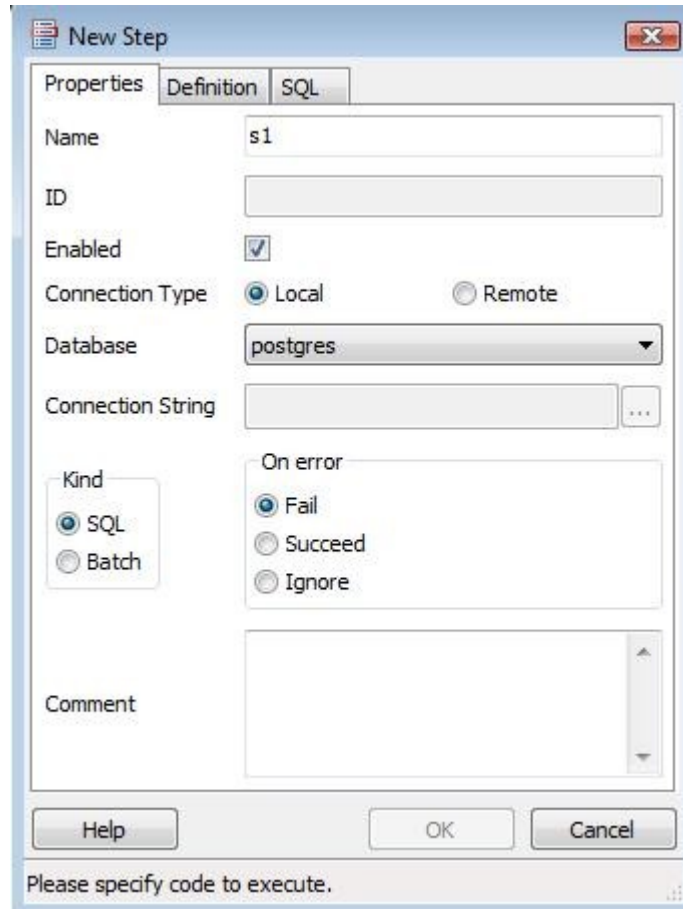 New Step
Properties Definition SQL
Name s1
ID
Enabled
Connection Type Local Remote
Database postgres
Connection String ...
Kind
On error
SQL
Batch
Fail
Succeed
Ignore
Comment
Help OK Cancel
Please specify code to execute.